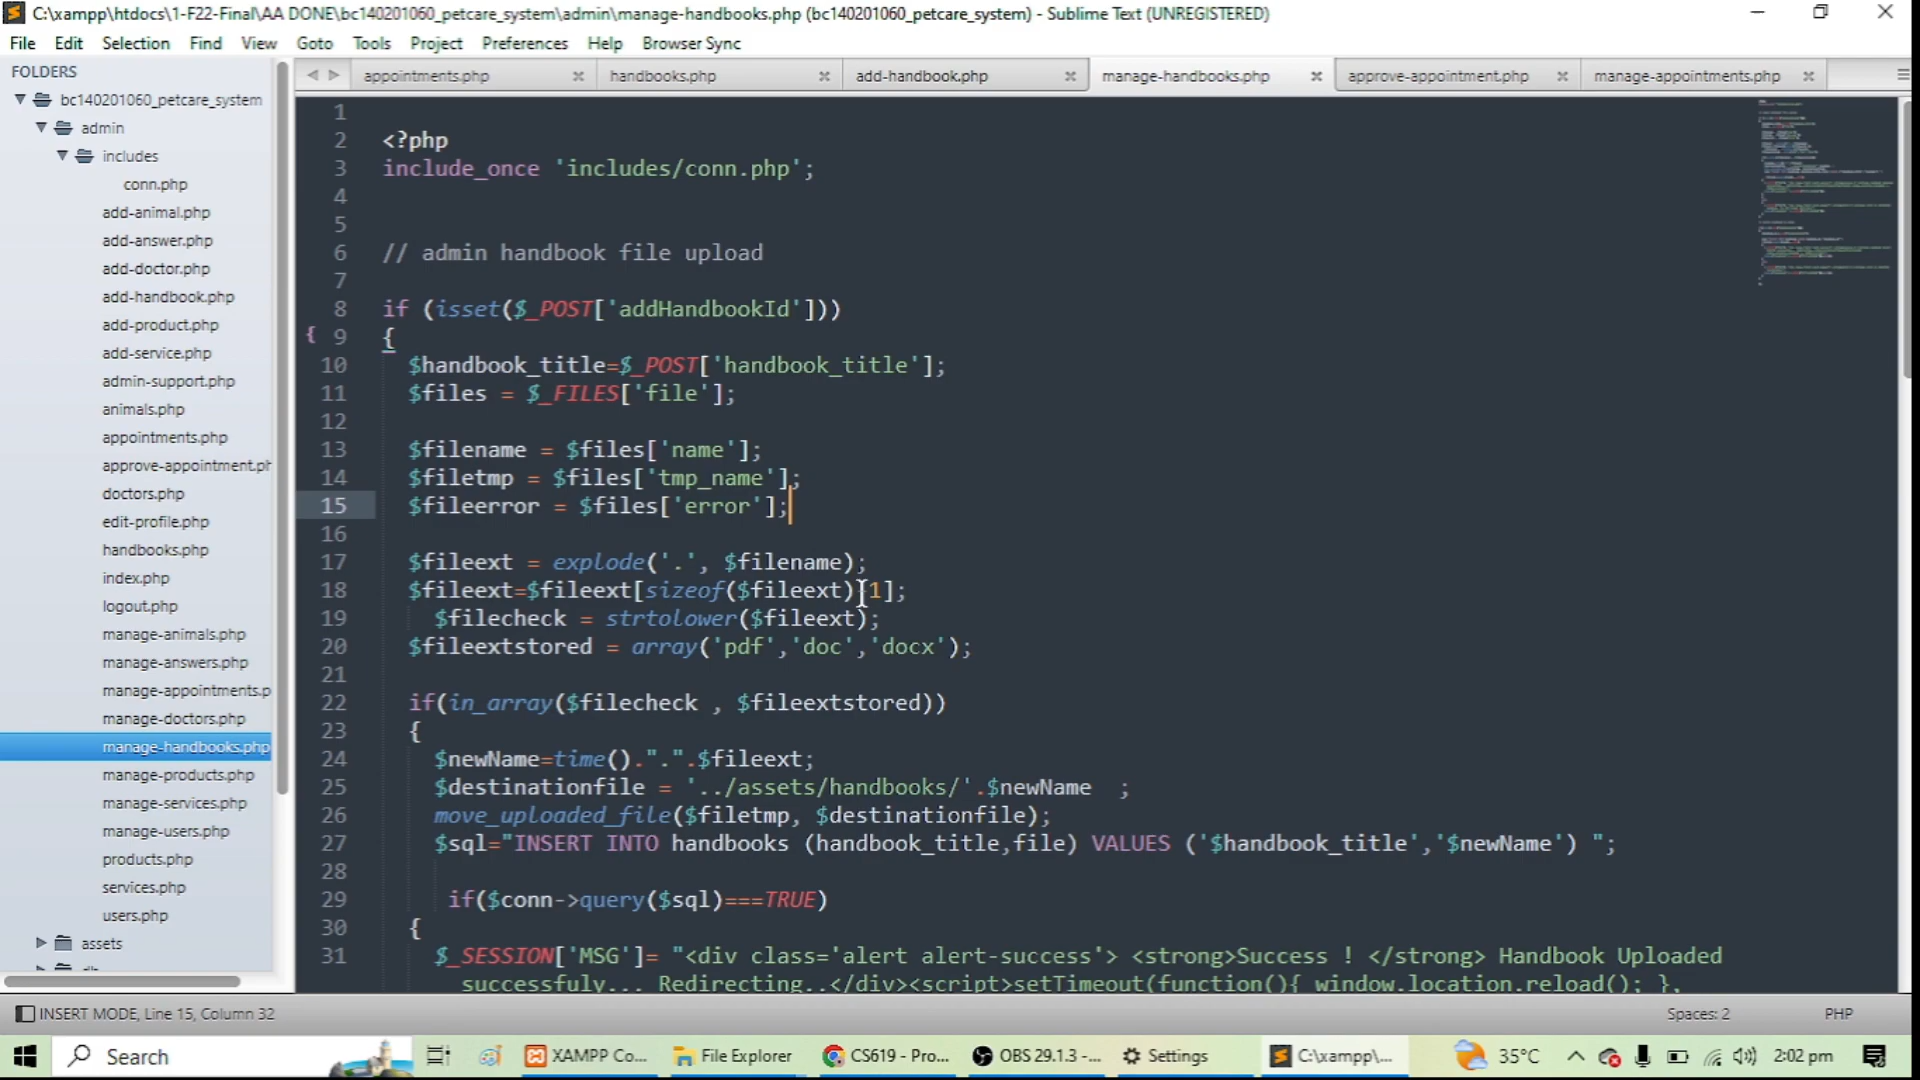 C:\xampp\htdocs\1-F22-Final\AA DONE\bc140201060_petcare_system\admin\manage-handbooks.php (bc140201060_petcare_system) - Sublime Text (UNREGISTERED)
File Edit Selection Find View Goto Tools Project Preferences Help Browser Sync
FOLDERS
bc140201060_petcare_system
admin
includes
conn.php
add-animal.php
add-answer.php
add-doctor.php
add-handbook.php
add-product.php
add-service.php
admin-support.php
animals.php
appointments.php
approve-appointment.ph
doctors.php
edit-profile.php
handbooks.php
index.php
logout.php
manage-animals.php
manage-answers.php
manage-appointments.p
manage-doctors.php
manage-handbooks.php
manage-products.php
manage-services.php
manage-users.php
products.php
services.php
users.php
assets
appointments.php handbooks.php add-handbook.php manage-handbooks.php approve-appointment.php manage-appointments.php
1
2 <?php
3 include_once 'includes/conn.php';
4
5
6 // admin handbook file upload
7
8 if (isset($_POST['addHandbookId']))
{ 9 {
10 $handbook_title=$_POST['handbook_title'];
11 $files = $_FILES['file'];
12
13 $filename = $files['name'];
14 $filetmp = $files['tmp_name'];
15 $fileerror = $files['error'];
16
17 $fileext = explode('.', $filename);
18 $fileext=$fileext[sizeof($fileext)-1];
19 $filecheck = strtolower($fileext);
20 $fileextstored = array('pdf','doc','docx');
21
22 if(in_array($filecheck , $fileextstored))
23 {
24 $newName=time().".".$fileext;
25 $destinationfile = '../assets/handbooks/'.$newName ;
26 move_uploaded_file($filetmp, $destinationfile);
27 $sql="INSERT INTO handbooks (handbook_title,file) VALUES ('$handbook_title','$newName') ";
28
29 if($conn->query($sql)===TRUE)
30 {
31 $_SESSION['MSG']= "<div class='alert alert-success'> <strong>Success ! </strong> Handbook Uploaded
successfuly... Redirecting..</div><script>setTimeout(function(){ window.location.reload(); },
INSERT MODE, Line 15, Column 32 Spaces: 2 PHP
Search XAMPP Co... File Explorer CS619 - Pro... OBS 29.1.3 -... Settings C:\xampp\... 35°C 2:02 pm